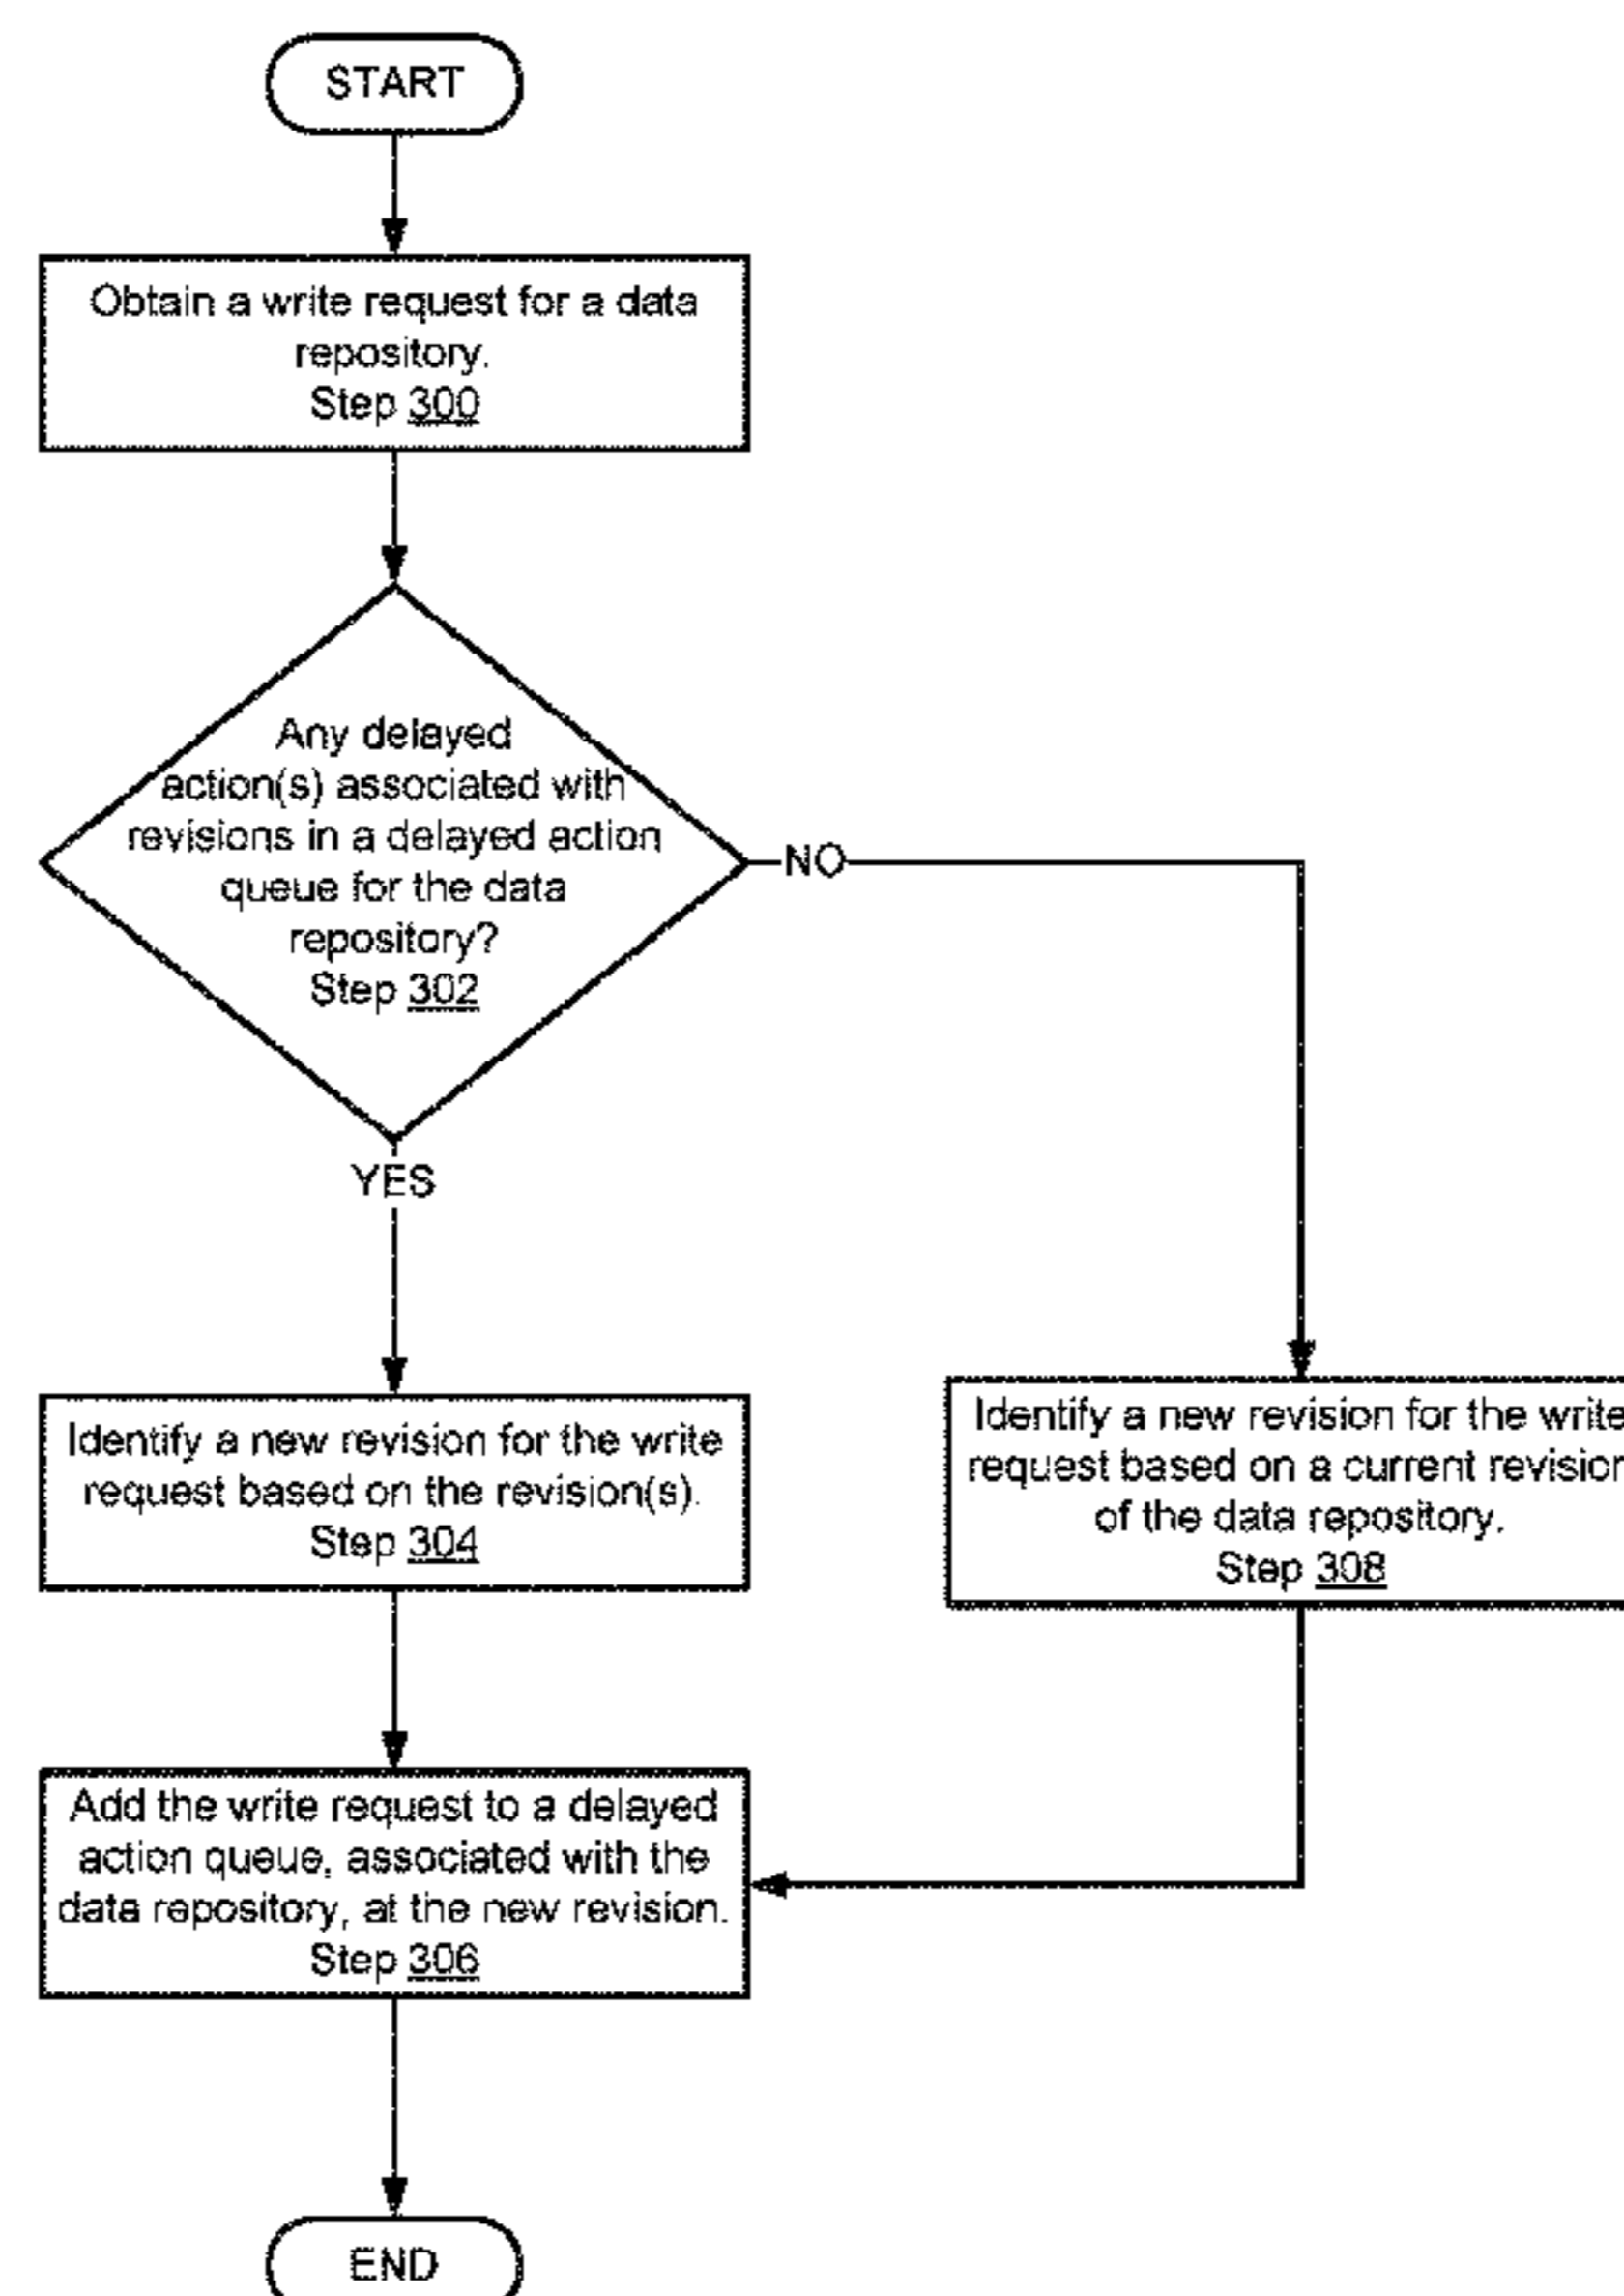 START
Obtain a write request for a data
repository.
Step 300
Any delayed
action(s) associated with
revisions in a delayed action
queue for the data
repository?
Step 302
NO
YES
Identify a new revision for the write
request based on the revision(s).
Step 304
Identify a new revision for the write
request based on a current revision
of the data repository.
Step 308
Add the write request to a delayed
action queue, associated with the
data repository, at the new revision.
Step 306
END